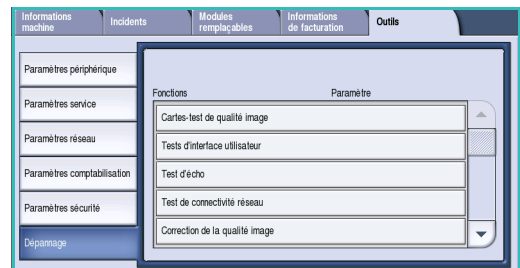 Informations machine
Incidents
Modules remplaçables
Informations de facturation
Outils
Paramètres périphérique
Paramètres service
Paramètres réseau
Paramètres comptabilisation
Paramètres sécurité
Dépannage
Fonctions
Paramètre
Cartes-test de qualité image
Tests d'interface utilisateur
Test d'écho
Test de connectivité réseau
Correction de la qualité image